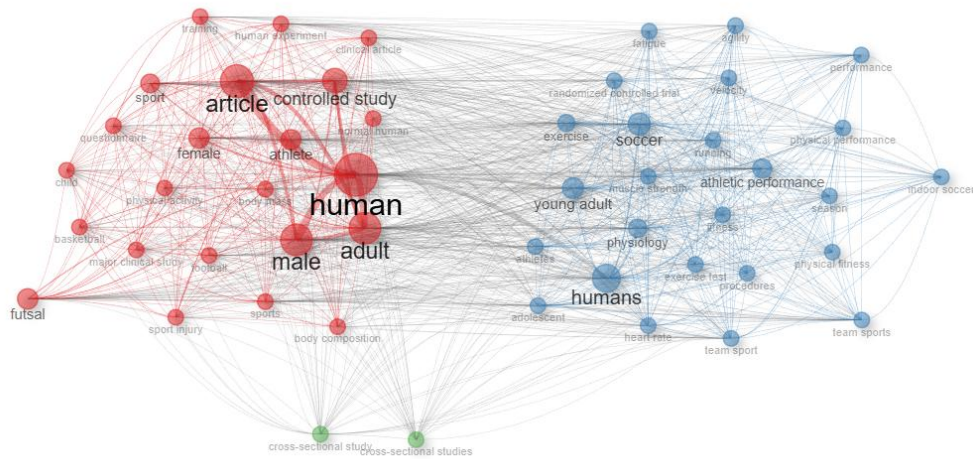 training
human experiment
clinical article
fatigue
agility
performance
sport
article
controlled study
randomized controlled trial
velocity
questionnaire
normal human
exercise
soccer
physical performance
female
athlete
running
child
physical activity
body mass
human
muscle strength
athletic performance
indoor soccer
young adult
season
basketball
fitness
major clinical study
football
male
adult
physiology
athletes
physical fitness
exercise test
procedures
humans
futsal
sports
adolescent
sport injury
body composition
heart rate
team sport
team sports
cross-sectional study
cross-sectional studies